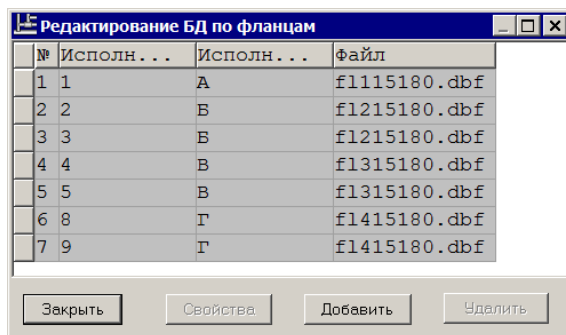 Редактирование БД по фланцам
№ Исполн... Исполн... Файл
1 1 А fl115180.dbf
2 2 Б fl215180.dbf
3 3 Б fl215180.dbf
4 4 В fl315180.dbf
5 5 В fl315180.dbf
6 8 Г fl415180.dbf
7 9 Г fl415180.dbf
Закрыть Свойства Добавить Удалить